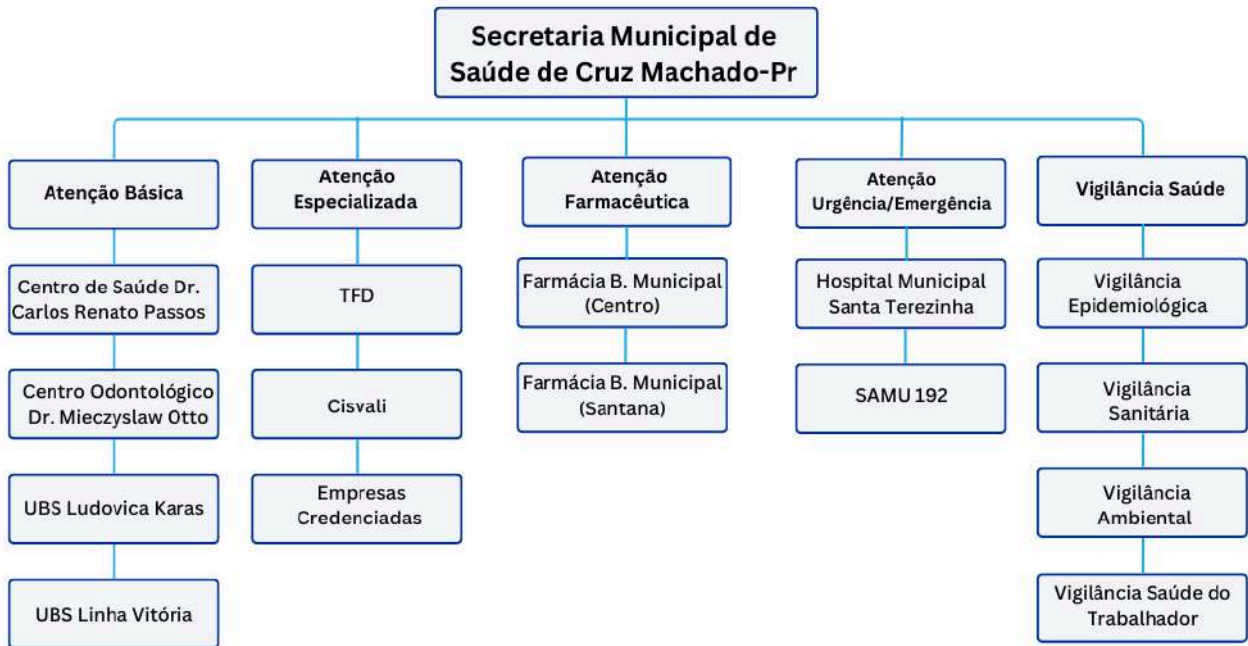 Secretaria Municipal de
Saúde de Cruz Machado-Pr
Atenção Básica
Centro de Saúde Dr.
Carlos Renato Passos
Centro Odontológico
Dr. Mieczyslaw Otto
UBS Ludovica Karas
UBS Linha Vitória
Atenção
Especializada
TFD
Cisvali
Empresas
Credenciadas
Atenção
Farmacêutica
Farmácia B. Municipal
(Centro)
Farmácia B. Municipal
(Santana)
Atenção
Urgência/Emergência
Hospital Municipal
Santa Terezinha
SAMU 192
Vigilância Saúde
Vigilância
Epidemiológica
Vigilância
Sanitária
Vigilância
Ambiental
Vigilância Saúde do
Trabalhador